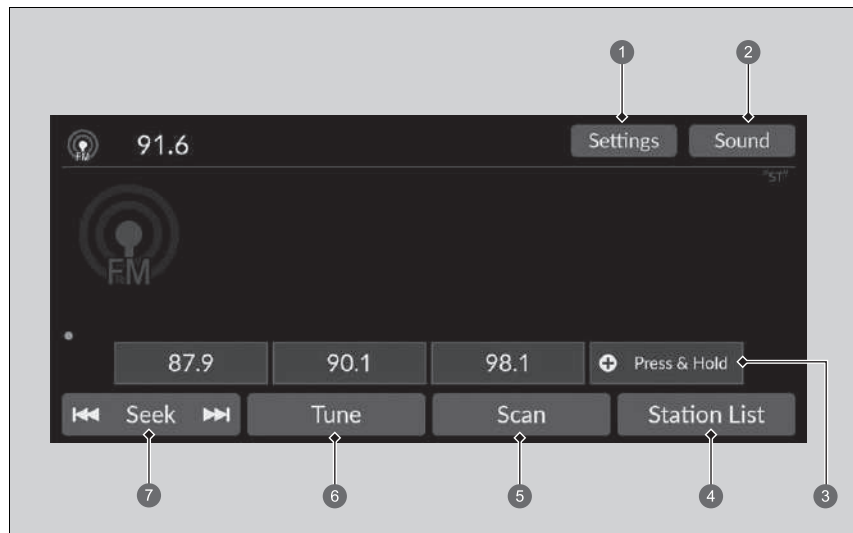 1 2
FM 91.6 Settings Sound
"ST"
FM
87.9 90.1 98.1 Press & Hold
Seek Tune Scan Station List
7 6 5 4 3